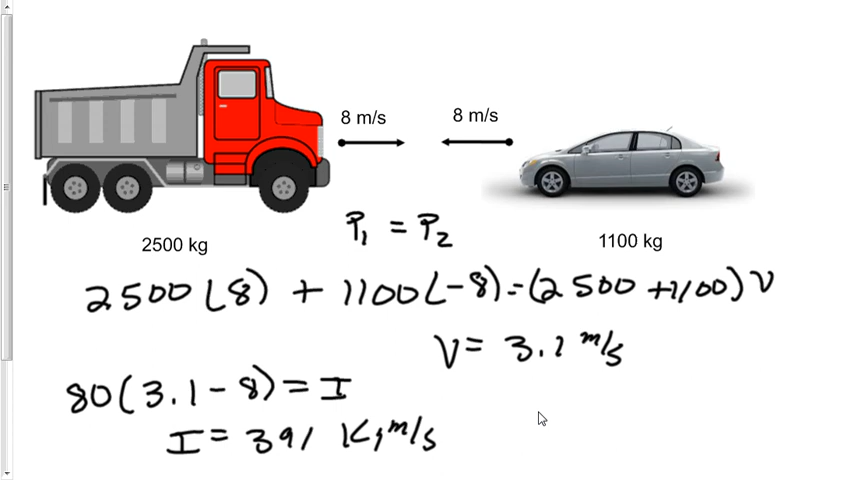 8 m/s 8 m/s
P₁ = P₂
2500 kg 1100 kg
2500(8) + 1100(-8) = (2500 + 1100) V
V = 3.1 m/s
80(3.1 - 8) = I
I = 391 Kg m/s